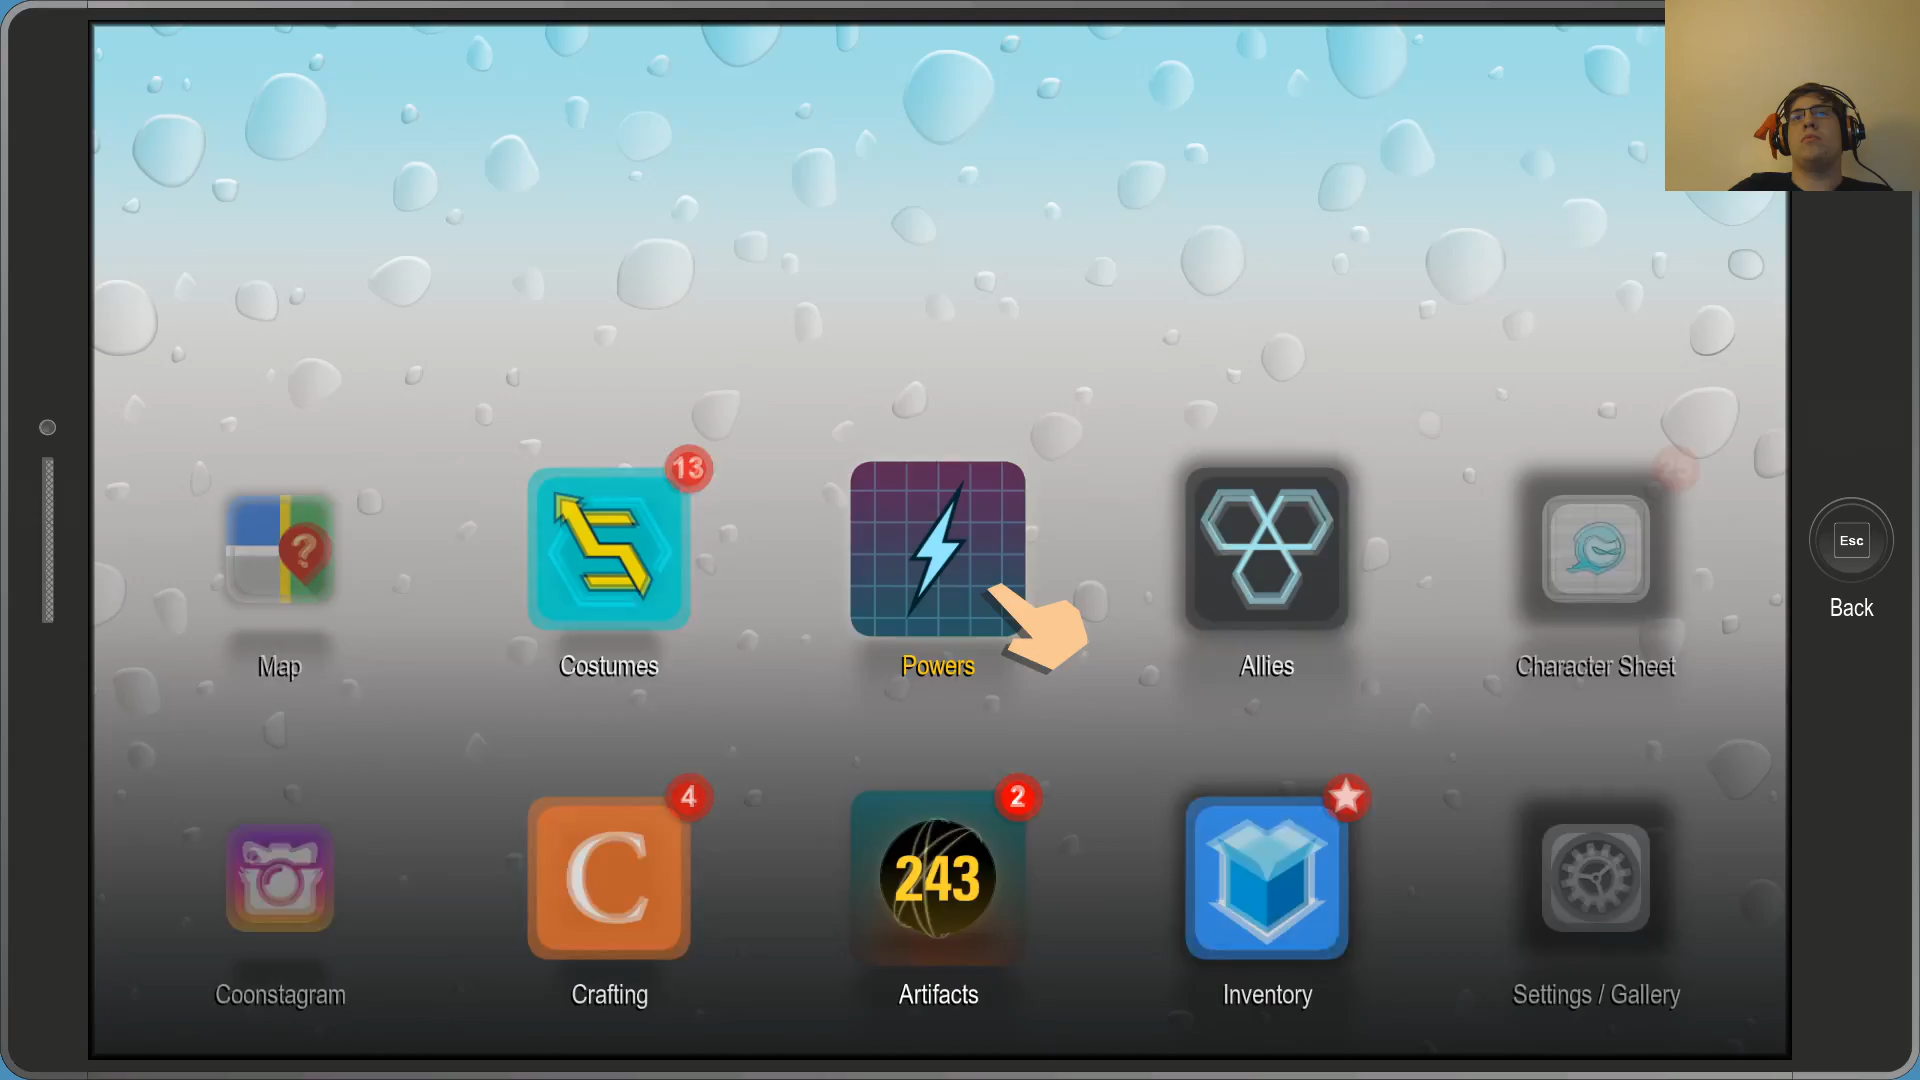 13
?
Map
Costumes
Powers
Allies
Character Sheet
Esc
Back
4
2
C
243
Coonstagram
Crafting
Artifacts
Inventory
Settings / Gallery